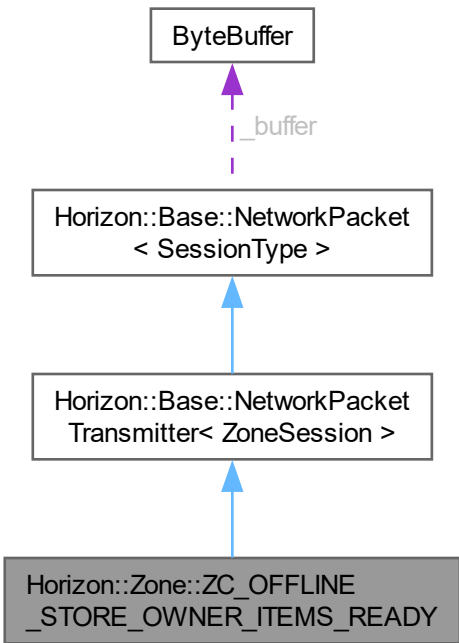 ByteBuffer
_buffer
Horizon::Base::NetworkPacket
< SessionType >
Horizon::Base::NetworkPacket
Transmitter< ZoneSession >
Horizon::Zone::ZC_OFFLINE
_STORE_OWNER_ITEMS_READY